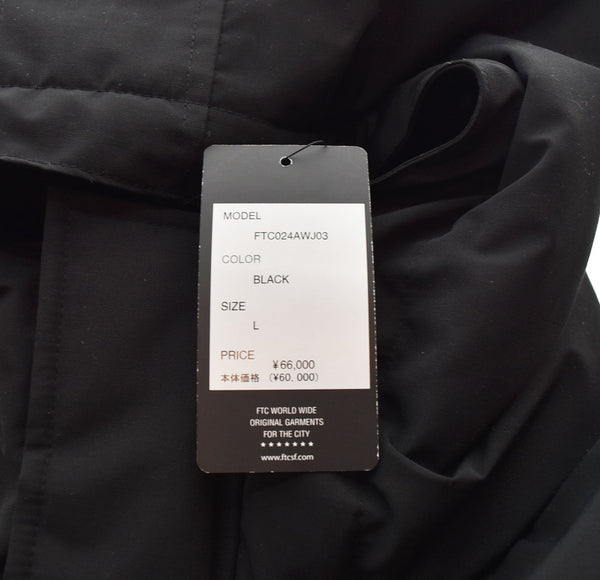 MODEL
FTC024AWJ03
COLOR
BLACK
SIZE
L
PRICE
¥66,000
本体価格 (¥60,000)
FTC WORLD WIDE
ORIGINAL GARMENTS
FOR THE CITY
★★★★★★★
www.ftcsf.com